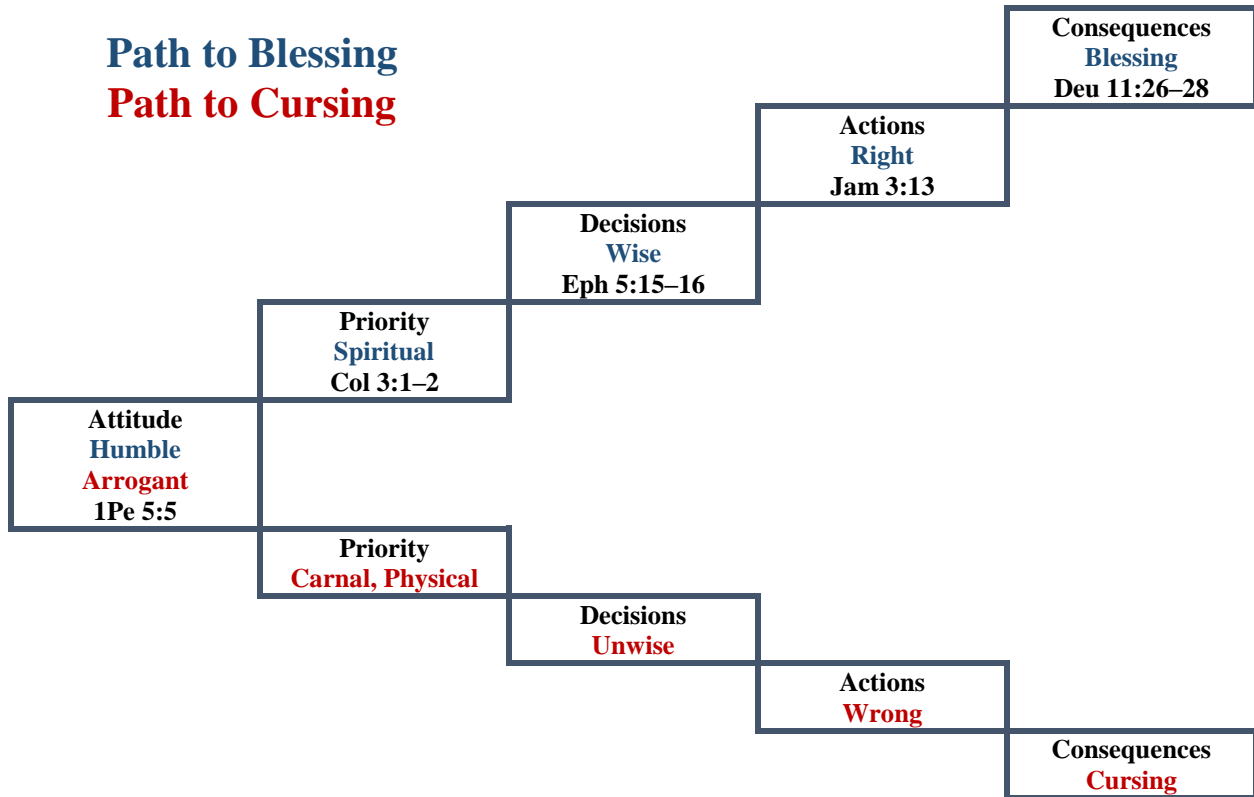 Path to Blessing
Path to Cursing
Consequences
Blessing
Deu 11:26–28
Actions
Right
Jam 3:13
Decisions
Wise
Eph 5:15–16
Priority
Spiritual
Col 3:1–2
Attitude
Humble
Arrogant
1Pe 5:5
Priority
Carnal, Physical
Decisions
Unwise
Actions
Wrong
Consequences
Cursing